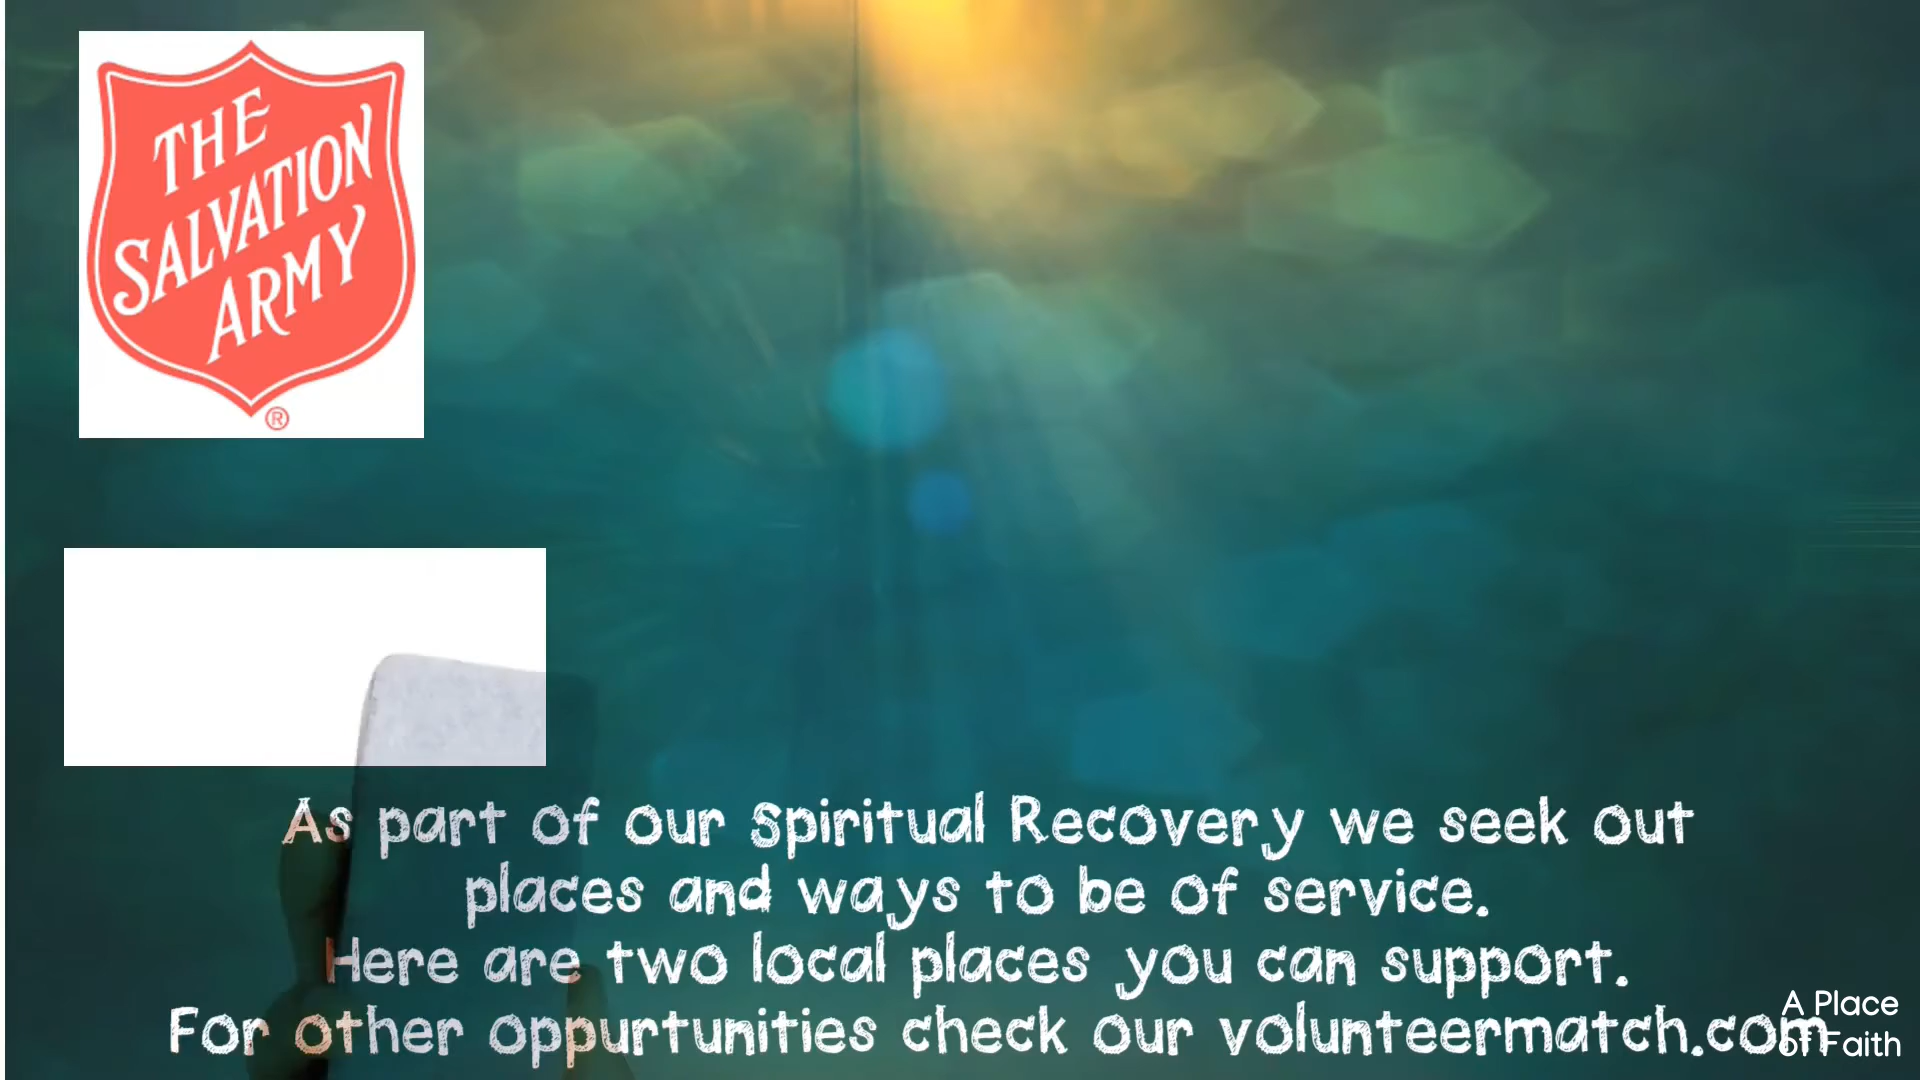 THE
SALVATION
ARMY
®
As part of our Spiritual Recovery we seek out
places and ways to be of service.
Here are two local places you can support.
For other oppurtunities check our volunteermatch.com
A Place
of Faith